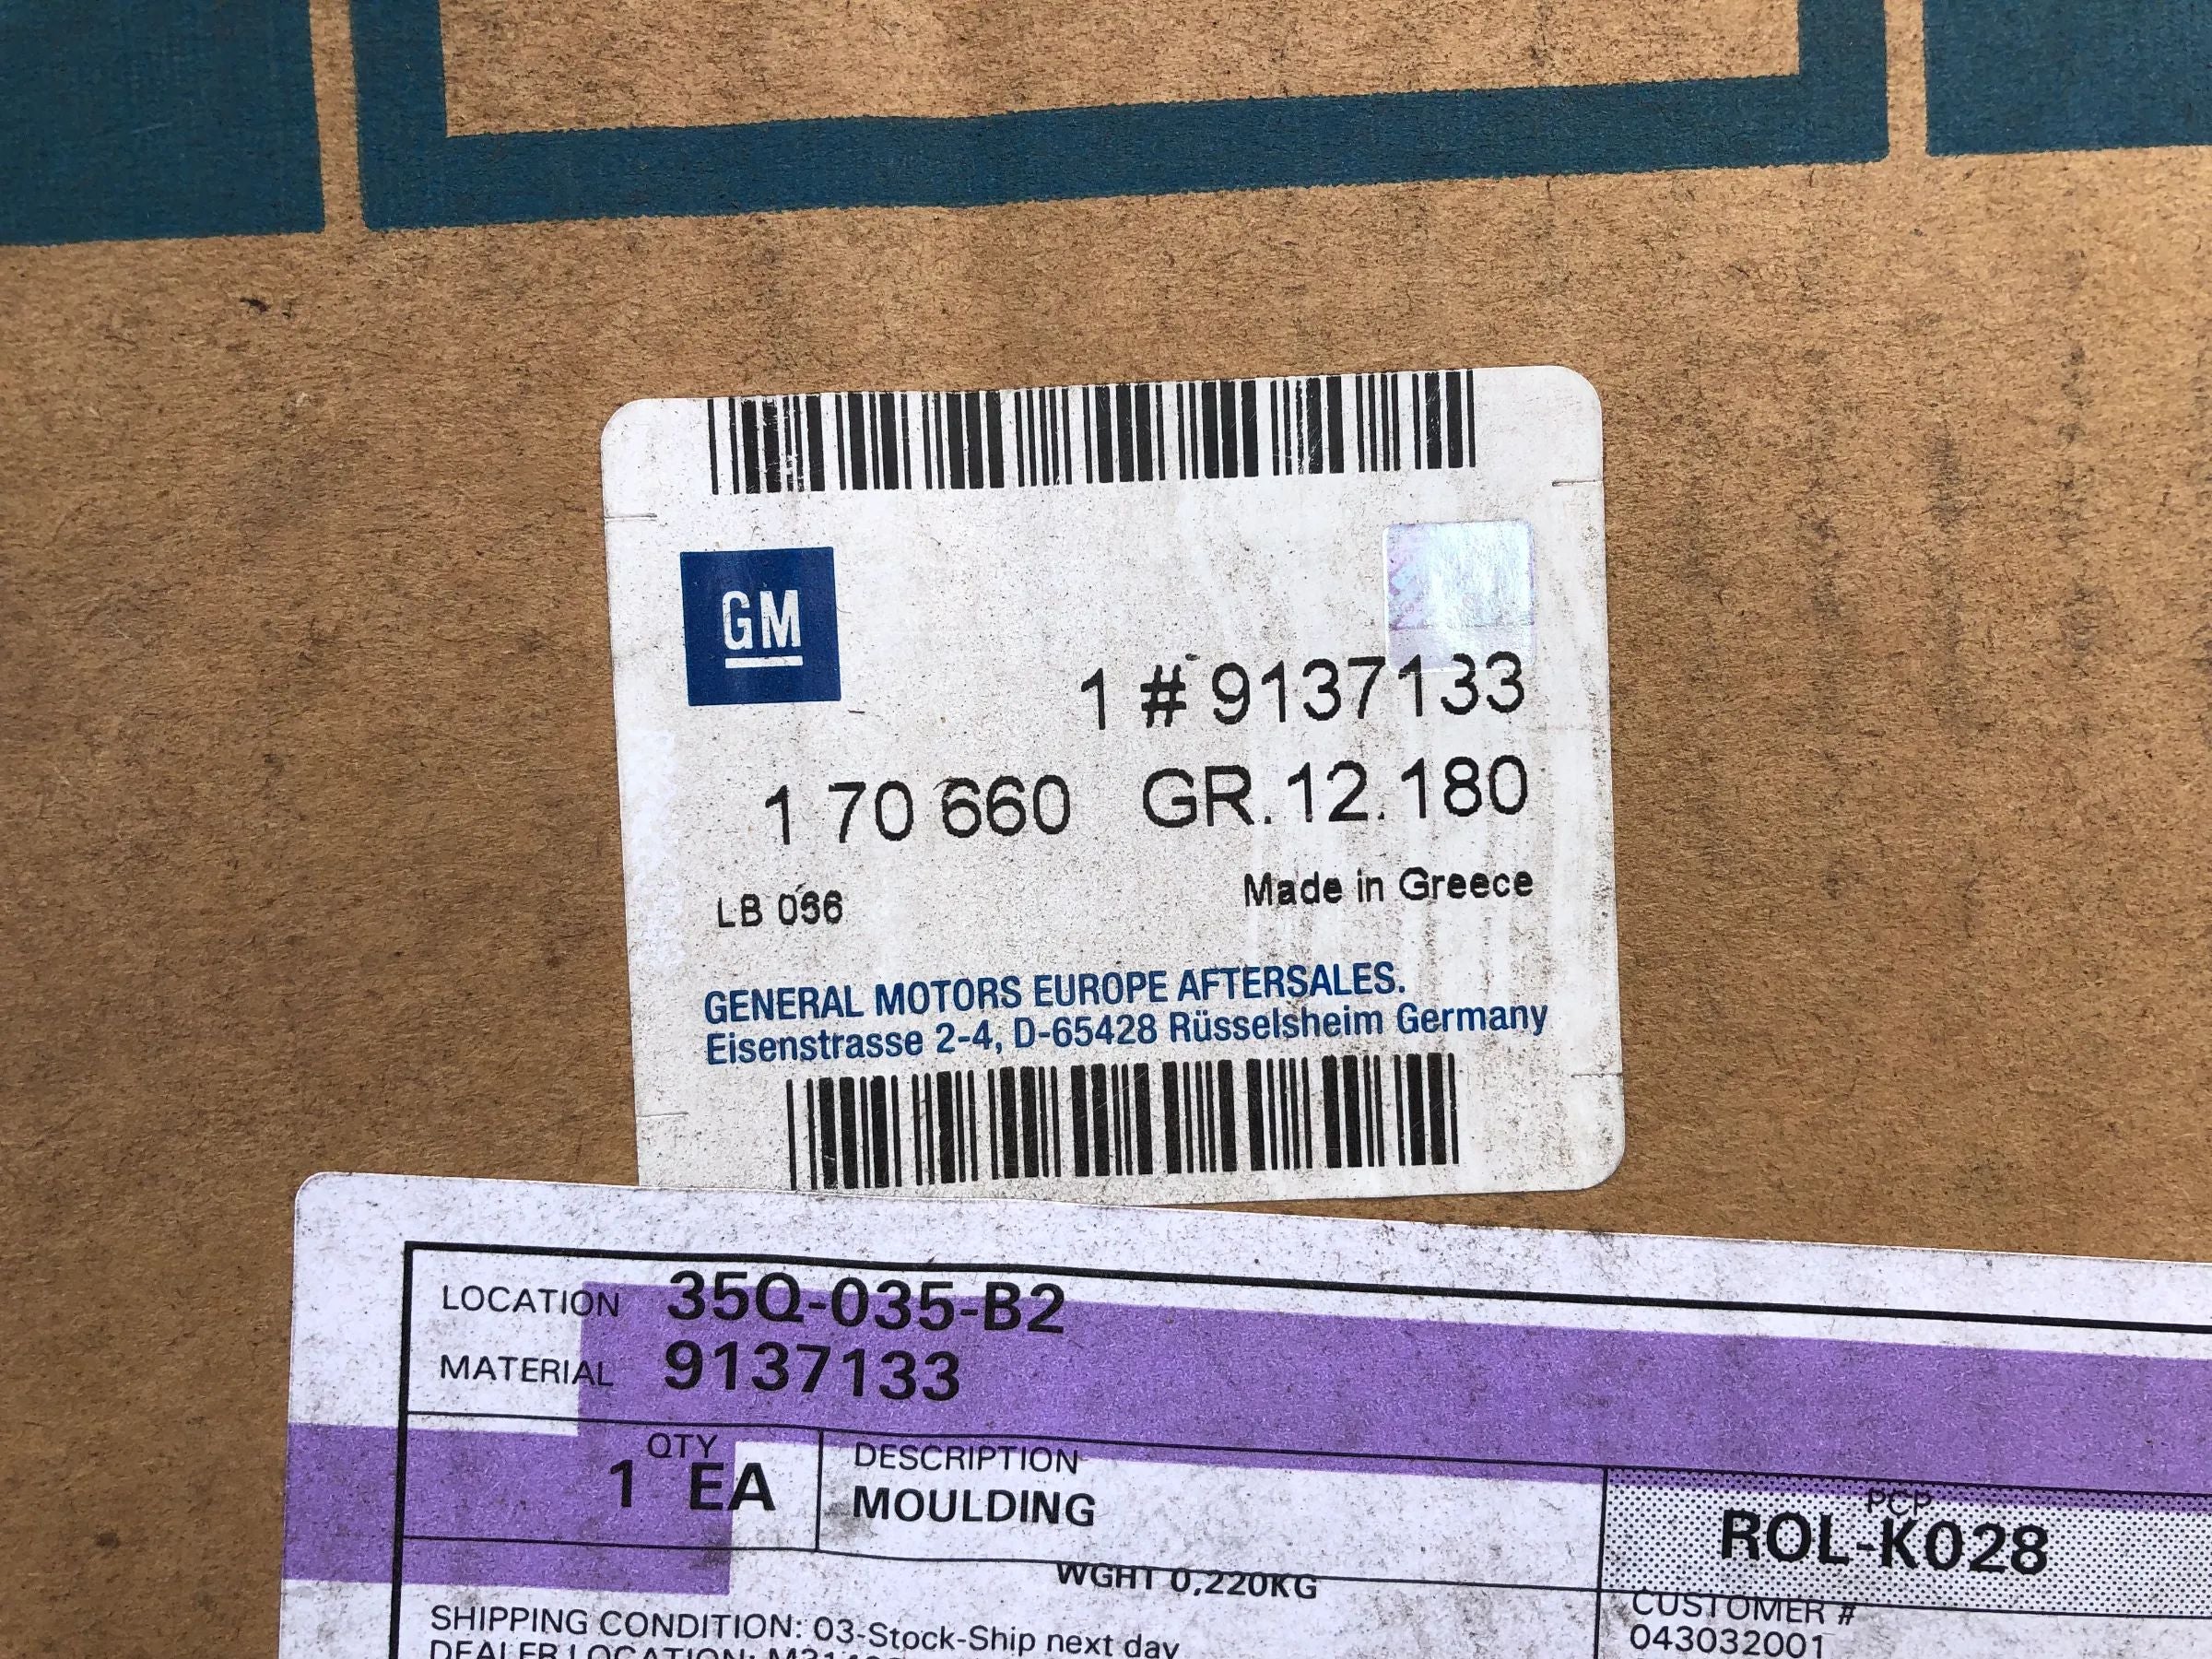 GM
1 # 9137133
1 70 660 GR. 12. 180
LB 056 Made in Greece
GENERAL MOTORS EUROPE AFTERSALES.
Eisenstrasse 2-4, D-65428 Rüsselsheim Germany
LOCATION 35Q-035-B2
MATERIAL 9137133
QTY
1 EA
DESCRIPTION
MOULDING
PCP
ROL-K028
WGHT 0,220KG
SHIPPING CONDITION: 03-Stock-Ship next day
CUSTOMER #
043032001
DEALER LOCATION: